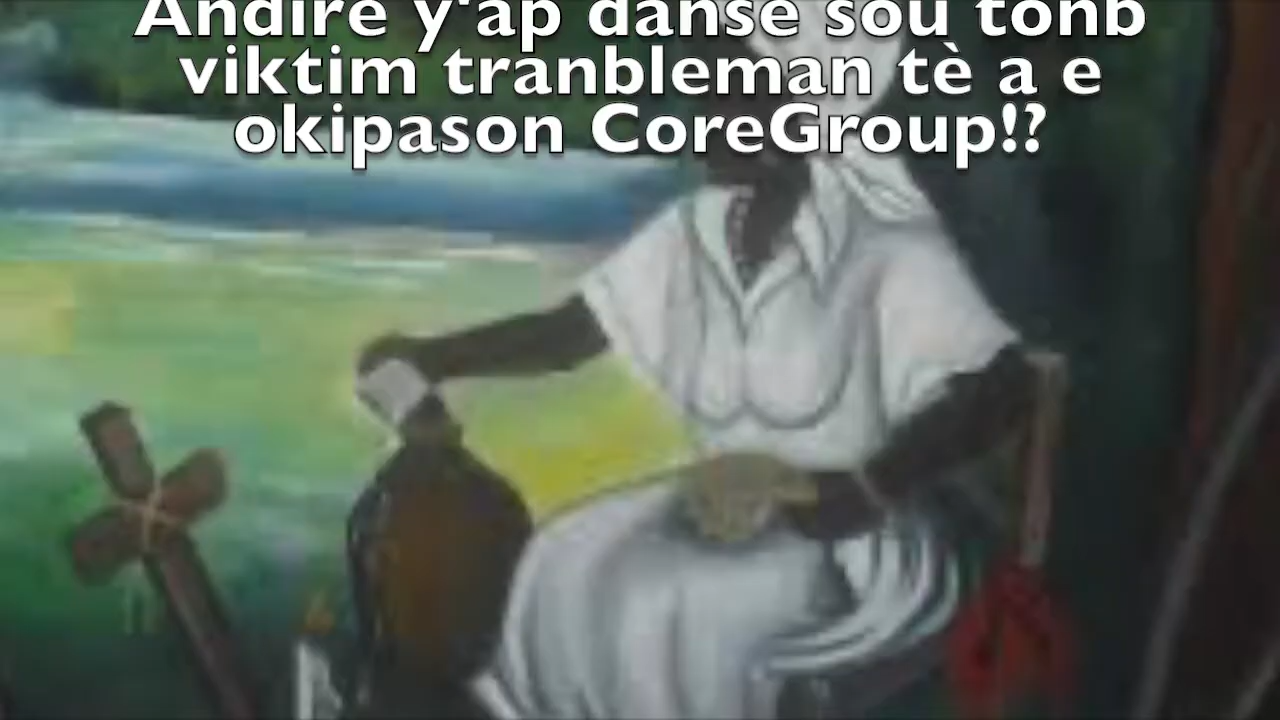 Andire y'ap danse sou tonb
viktim tranbleman tè a e
okipason CoreGroup!?